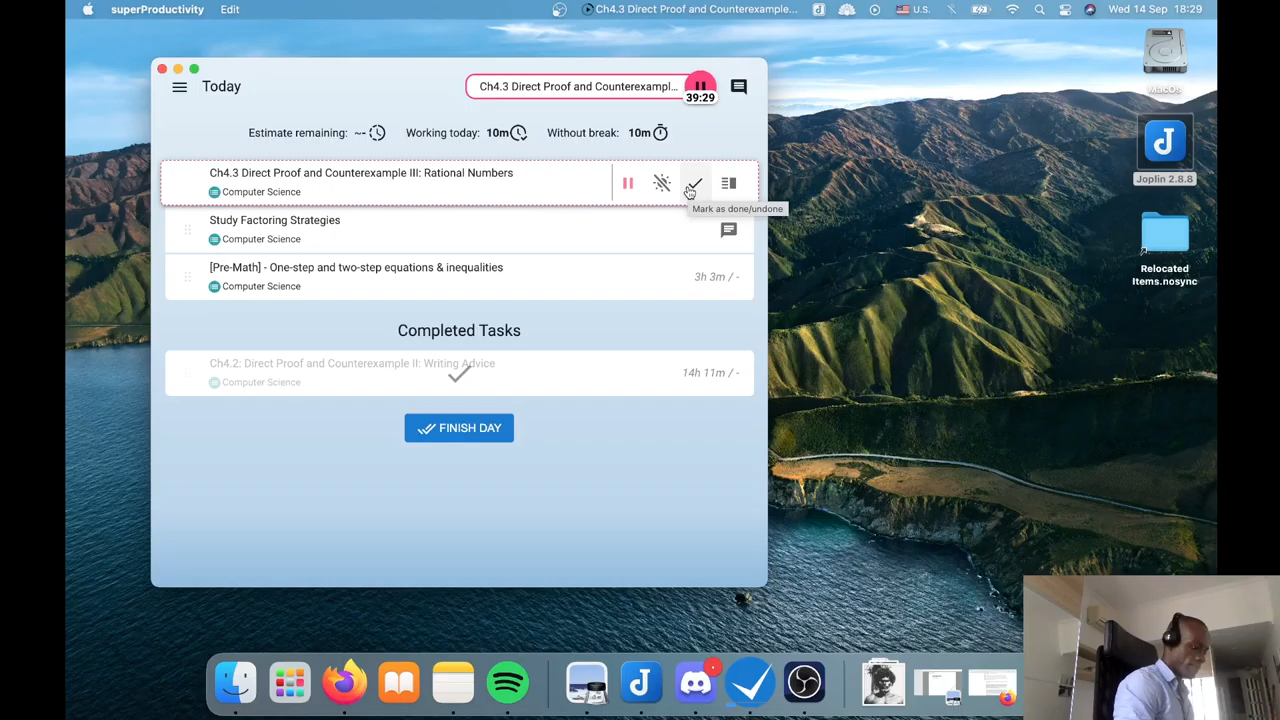 superProductivity Edit
Ch4.3 Direct Proof and Counterexample... U.S. Wed 14 Sep 18:29
Today
Ch4.3 Direct Proof and Counterexampl...
39:29
Estimate remaining: ~- Working today: 10m Without break: 10m
Ch4.3 Direct Proof and Counterexample III: Rational Numbers
Computer Science
Mark as done/undone
Study Factoring Strategies
Computer Science
[Pre-Math] - One-step and two-step equations & inequalities
3h 3m / -
Computer Science
Completed Tasks
Ch4.2: Direct Proof and Counterexample II: Writing Advice
14h 11m / -
Computer Science
FINISH DAY
MacOs
Joplin 2.8.8
Relocated
Items.nosync